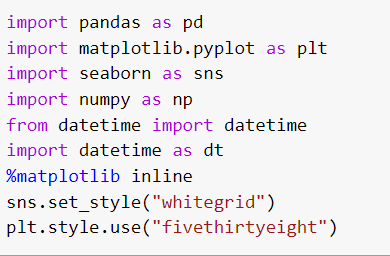 import pandas as pd
import matplotlib.pyplot as plt
import seaborn as sns
import numpy as np
from datetime import datetime
import datetime as dt
%matplotlib inline
sns.set_style("whitegrid")
plt.style.use("fivethirtyeight")